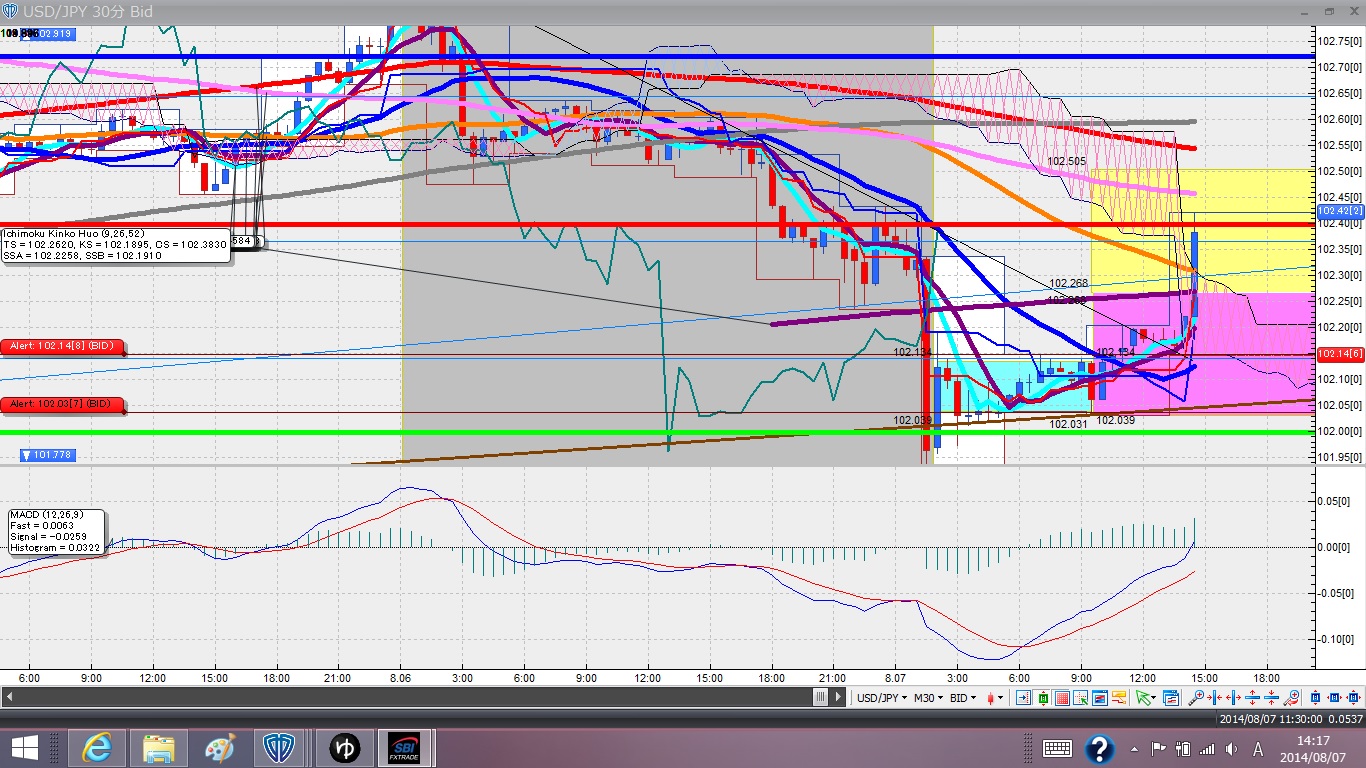 USD/JPY 30分 Bid
102.919
102.75[0]
102.70[0]
102.65[0]
102.60[0]
102.55[0]
102.50[0]
102.45[0]
102.42[2]
102.40[0]
102.35[0]
102.30[0]
102.25[0]
102.20[0]
102.14[6]
102.10[0]
102.05[0]
102.00[0]
101.95[0]
102.505
Ichimoku Kinko Huo (9,26,52)
TS = 102.2620, KS = 102.1895, CS = 102.3830
SSA = 102.2258, SSB = 102.1910
102.268
Alert: 102.14[8] (BID)
102.134
102.134
Alert: 102.03[7] (BID)
102.039
102.031
102.039
▼101.778
MACD (12,26,9)
Fast = 0.0063
Signal = -0.0259
Histogram = 0.0322
0.05[0]
0.00[0]
-0.05[0]
-0.10[0]
6:00 9:00 12:00 15:00 18:00 21:00 8.06 3:00 6:00 9:00 12:00 15:00 18:00 21:00 8.07 3:00 6:00 9:00 12:00 15:00 18:00
USD/JPY M30 BID
2014/08/07 11:30:00 0.0537
SBI
FXTRADE
A
14:17
2014/08/07